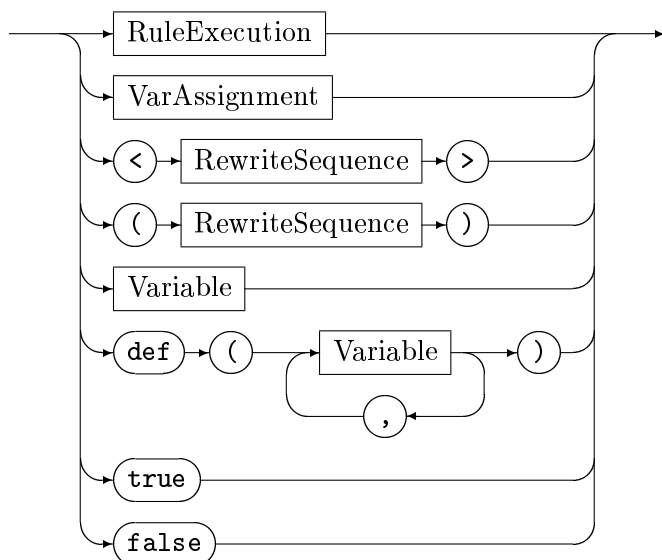 RuleExecution
VarAssignment
< RewriteSequence >
( RewriteSequence )
Variable
def ( Variable )
,
true
false